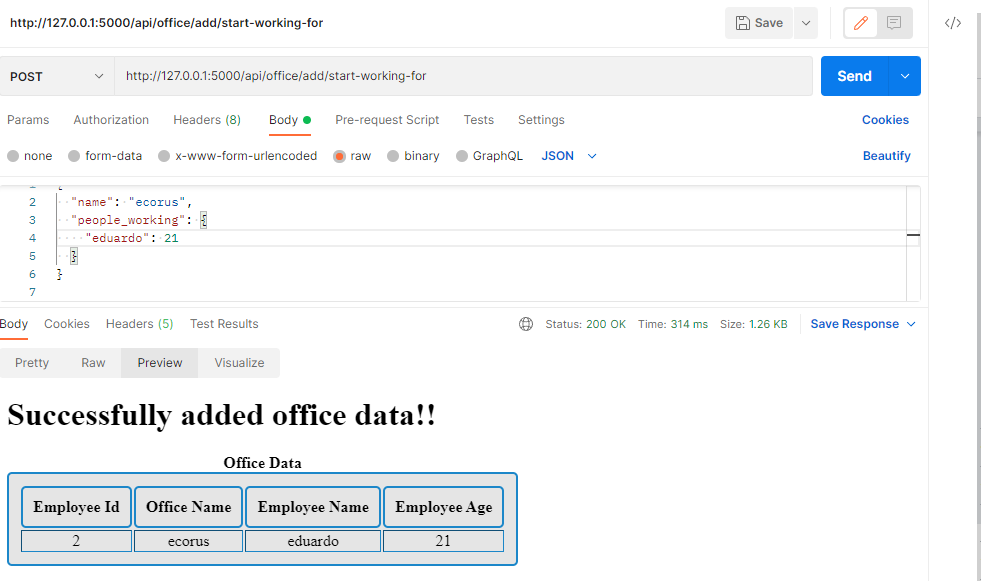 http://127.0.0.1:5000/api/office/add/start-working-for
Save
POST
http://127.0.0.1:5000/api/office/add/start-working-for
Send
Params Authorization Headers (8) Body Pre-request Script Tests Settings Cookies
none form-data x-www-form-urlencoded raw binary GraphQL JSON Beautify
2 "name": "ecorus",
3 "people_working": {
4 "eduardo": 21
5 }
6 }
7
Body Cookies Headers (5) Test Results Status: 200 OK Time: 314 ms Size: 1.26 KB Save Response
Pretty Raw Preview Visualize
Successfully added office data!!
Office Data
Employee Id Office Name Employee Name Employee Age
2 ecorus eduardo 21